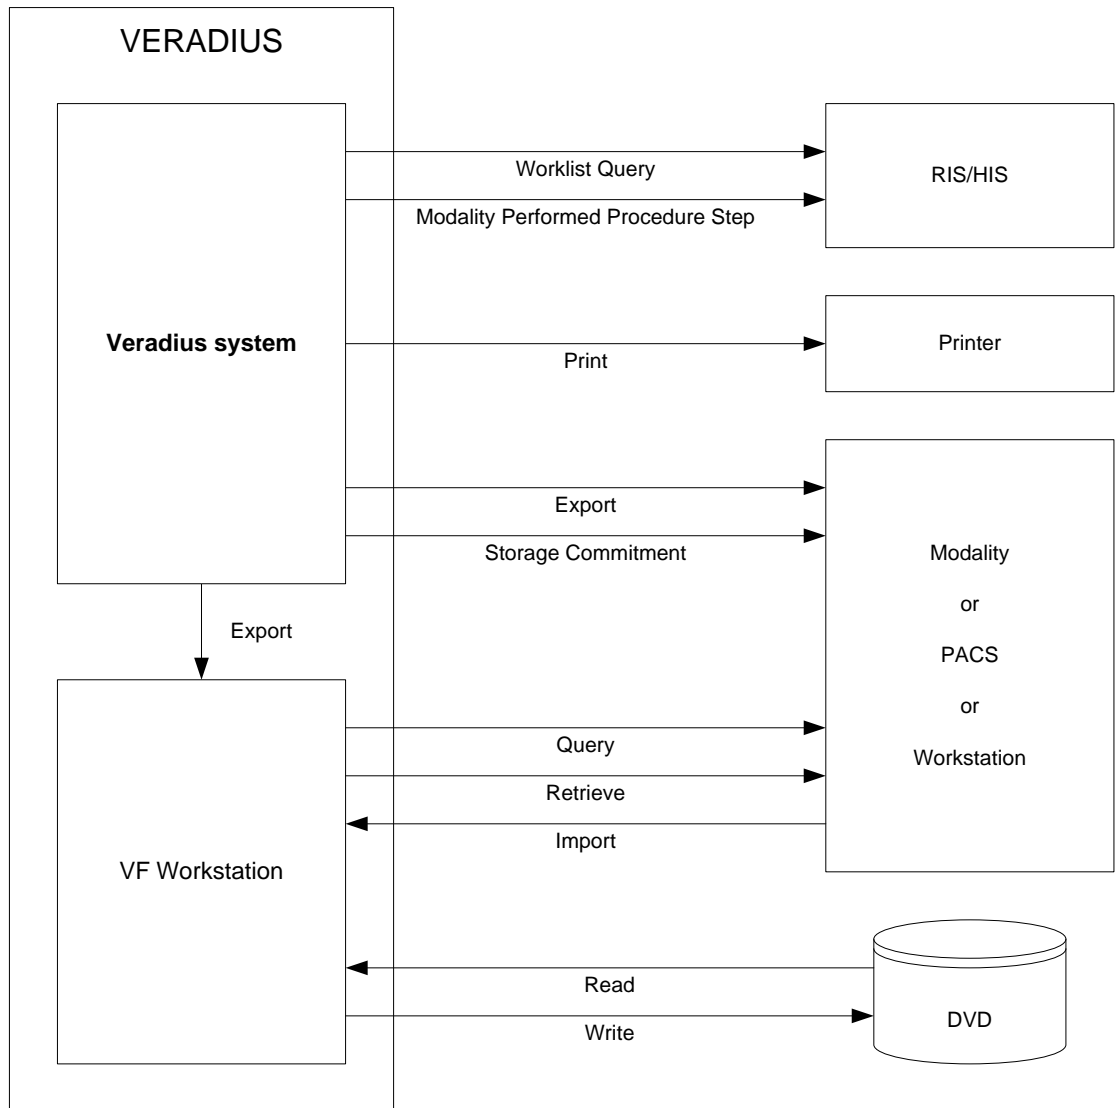 VERADIUS
Worklist Query
RIS/HIS
Modality Performed Procedure Step
Veradius system
Printer
Print
Export
Storage Commitment
Modality
or
PACS
or
Workstation
Export
Query
Retrieve
Import
VF Workstation
Read
Write
DVD